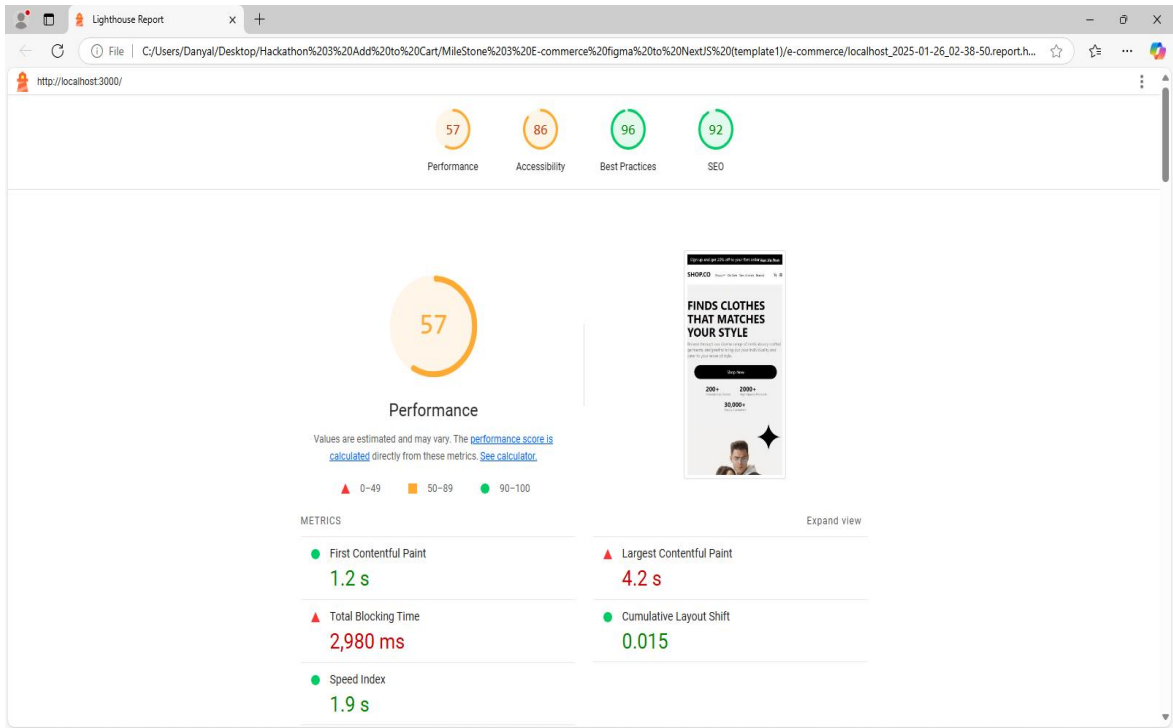 Lighthouse Report
File
C:/Users/Danyal/Desktop/Hackathon%203%20Add%20to%20Cart/MileStone%203%20E-commerce%20figma%20to%20NextJS%20(template1)/e-commerce/localhost_2025-01-26_02-38-50.report.h...
http://localhost:3000/
57 86 96 92
Performance Accessibility Best Practices SEO
SHOP.CO
FINDS CLOTHES
THAT MATCHES
YOUR STYLE
Shop Now
200+ 2000+
30,000+
57
Performance
Values are estimated and may vary. The performance score is
calculated directly from these metrics. See calculator.
0–49 50–89 90–100
METRICS Expand view
First Contentful Paint
1.2 s
Largest Contentful Paint
4.2 s
Total Blocking Time
2,980 ms
Cumulative Layout Shift
0.015
Speed Index
1.9 s